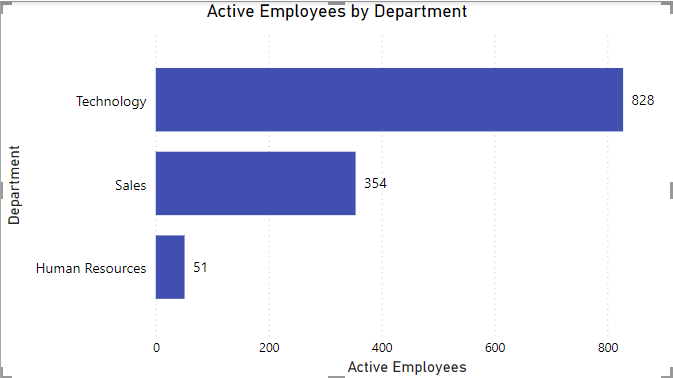 Active Employees by Department
Department
Technology
828
Sales
354
Human Resources
51
0 200 400 600 800
Active Employees